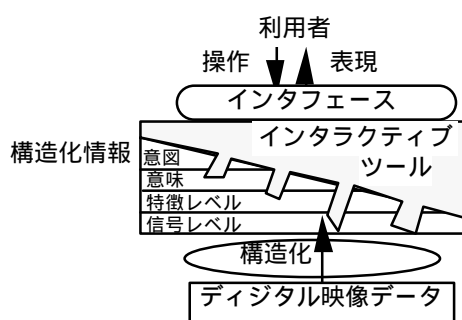 利用者
操作 表現
インタフェース
インタラクティブ
ツール
構造化情報
意図
意味
特徴レベル
信号レベル
構造化
ディジタル映像データ